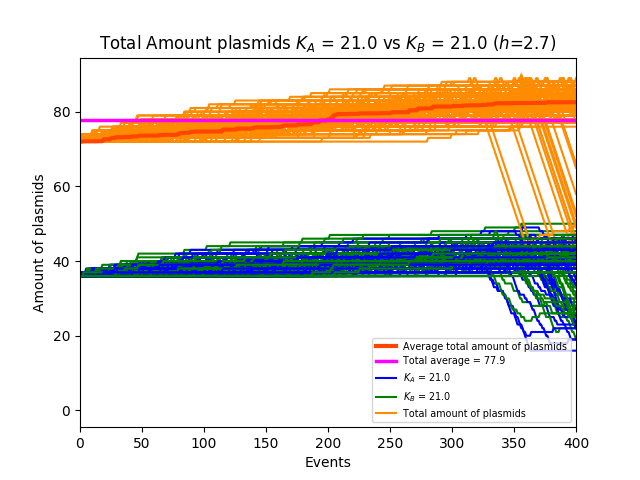 Total Amount plasmids K_A = 21.0 vs K_B = 21.0 (h=2.7)
Amount of plasmids
80
60
40
20
0
Average total amount of plasmids
Total average = 77.9
K_A = 21.0
K_B = 21.0
Total amount of plasmids
0 50 100 150 200 250 300 350 400
Events